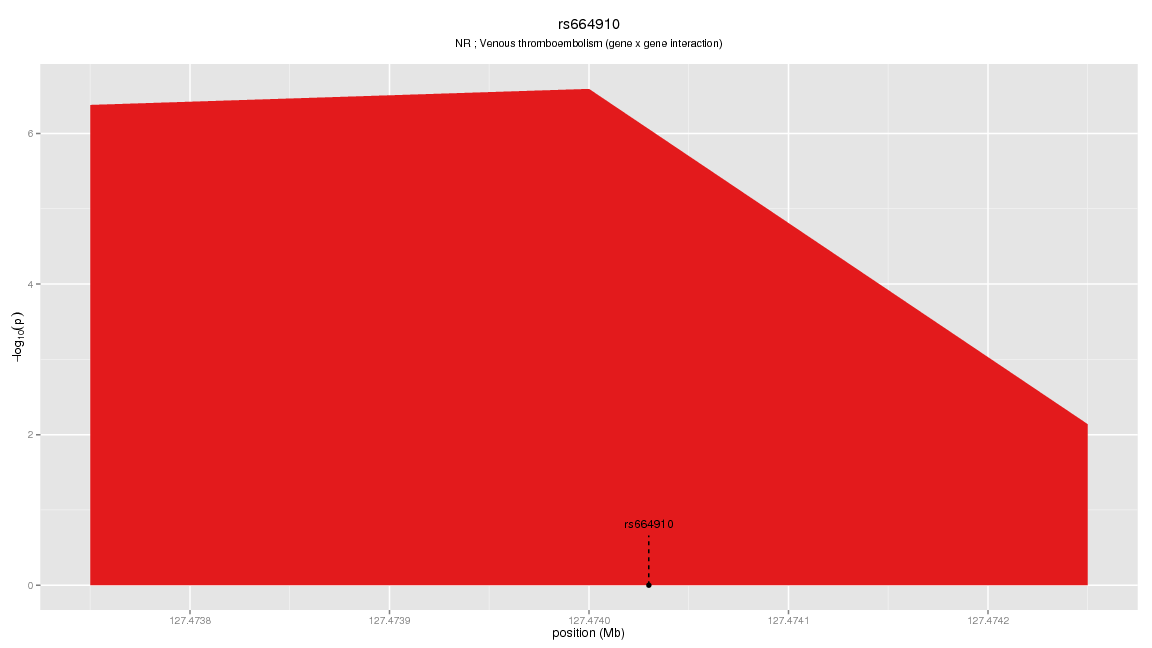 rs664910
NR ; Venous thromboembolism (gene x gene interaction)
6
4
2
0
−log10(p)
rs664910
127.4738 127.4739 127.4740 127.4741 127.4742
position (Mb)